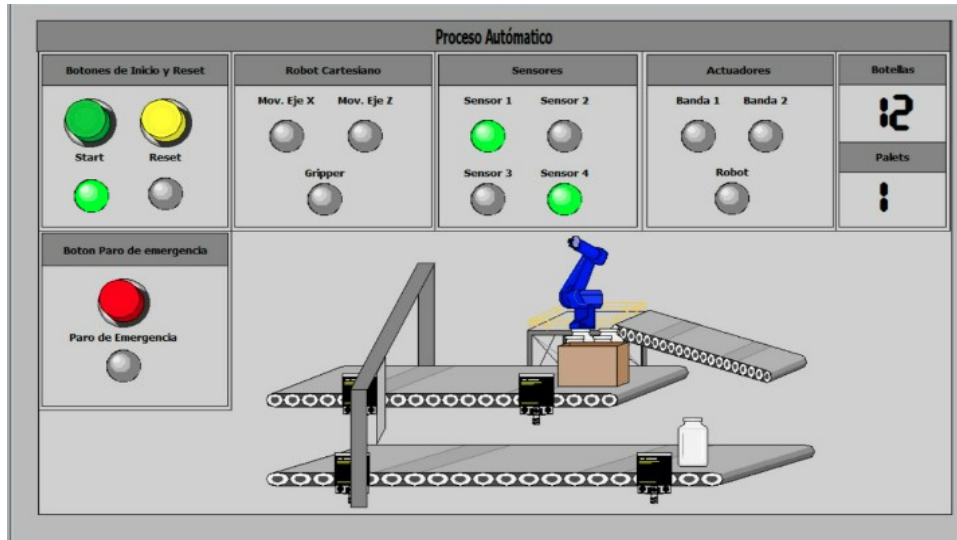 Proceso Autómatico
Botones de Inicio y Reset
Robot Cartesiano
Sensores
Actuadores
Botellas
Mov. Eje X
Mov. Eje Z
Sensor 1
Sensor 2
Banda 1
Banda 2
12
Start
Reset
Palets
Gripper
Sensor 3
Sensor 4
Robot
1
Boton Paro de emergencia
Paro de Emergencia